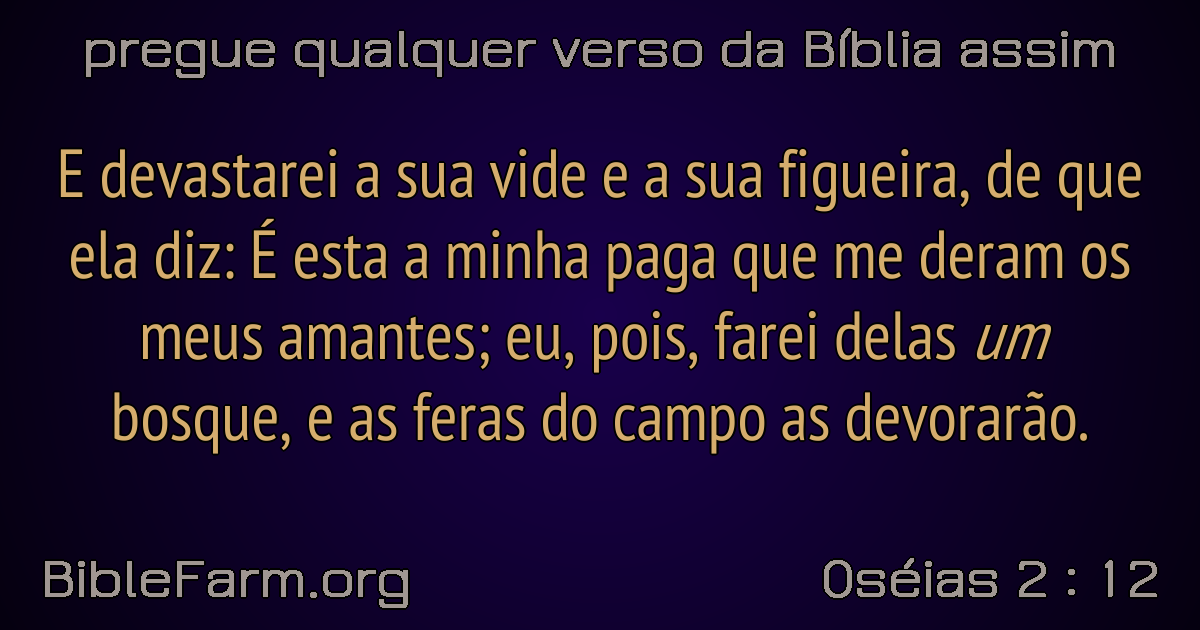 pregue qualquer verso da Bíblia assim
E devastarei a sua vide e a sua figueira, de que
ela diz: É esta a minha paga que me deram os
meus amantes; eu, pois, farei delas um
bosque, e as feras do campo as devorarão.
BibleFarm.org
Oséias 2 : 12